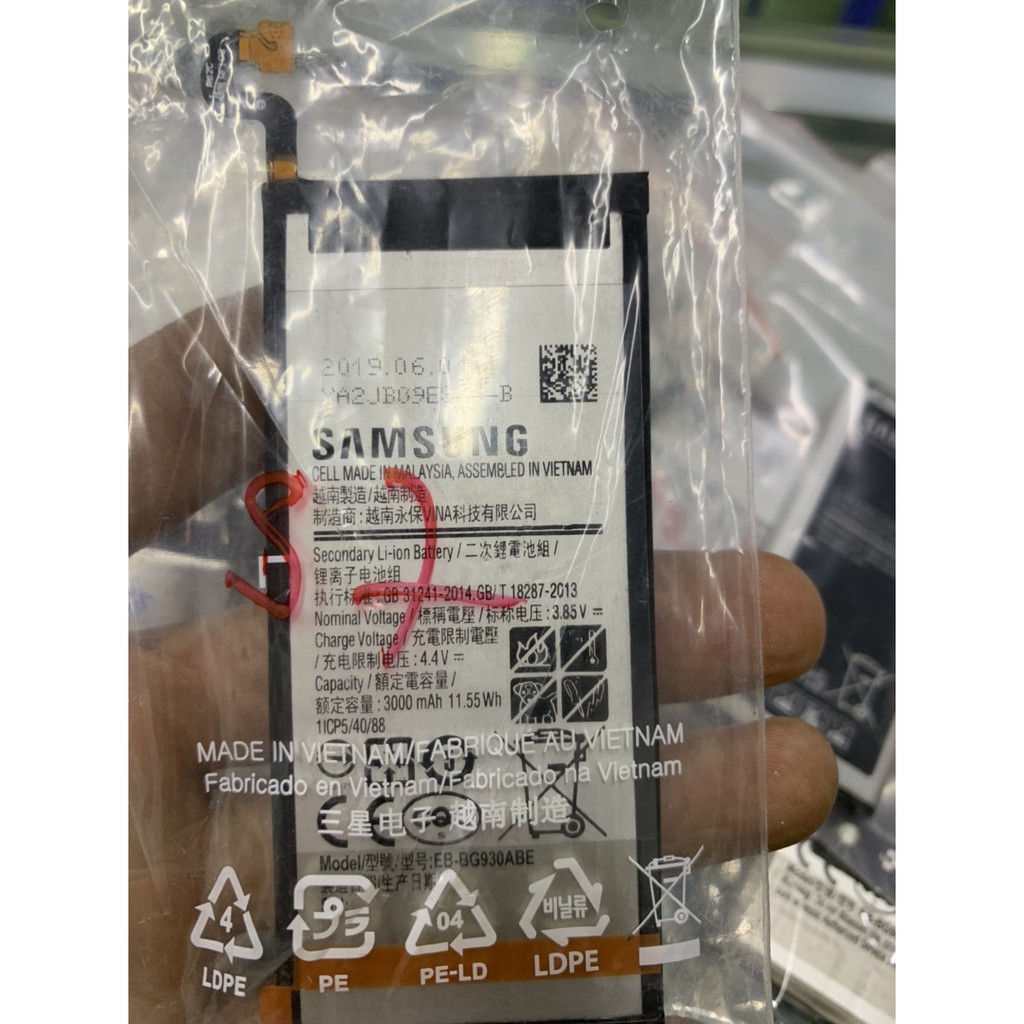 2019.06.01
SAMSUNG
CELL MADE IN MALAYSIA, ASSEMBLED IN VIETNAM
越南製造/越南制造
制造商:越南永保VINA科技有限公司
Secondary Li-ion Battery / 二次鋰電池組 /
锂离子电池组
执行标准:GB 31241-2014,GB/T 18287-2013
Nominal Voltage / 標稱電壓 / 标称电压:3.85 V
Charge Voltage / 充電限制電壓
/ 充电限制电压:4.4V
Capacity / 額定電容量/
额定容量:3000 mAh 11.55 Wh
1ICP5/40/88
S7
MADE IN VIETNAM/FABRIQUE AU VIETNAM
Fabricado en Vietnam/Fabricado na Vietnam
CE CE
S
三星电子 越南制造
Model/型號/型号:EB-BG930ABE
4
プラ
04
비닐류
LDPE
PE
PE-LD
LDPE